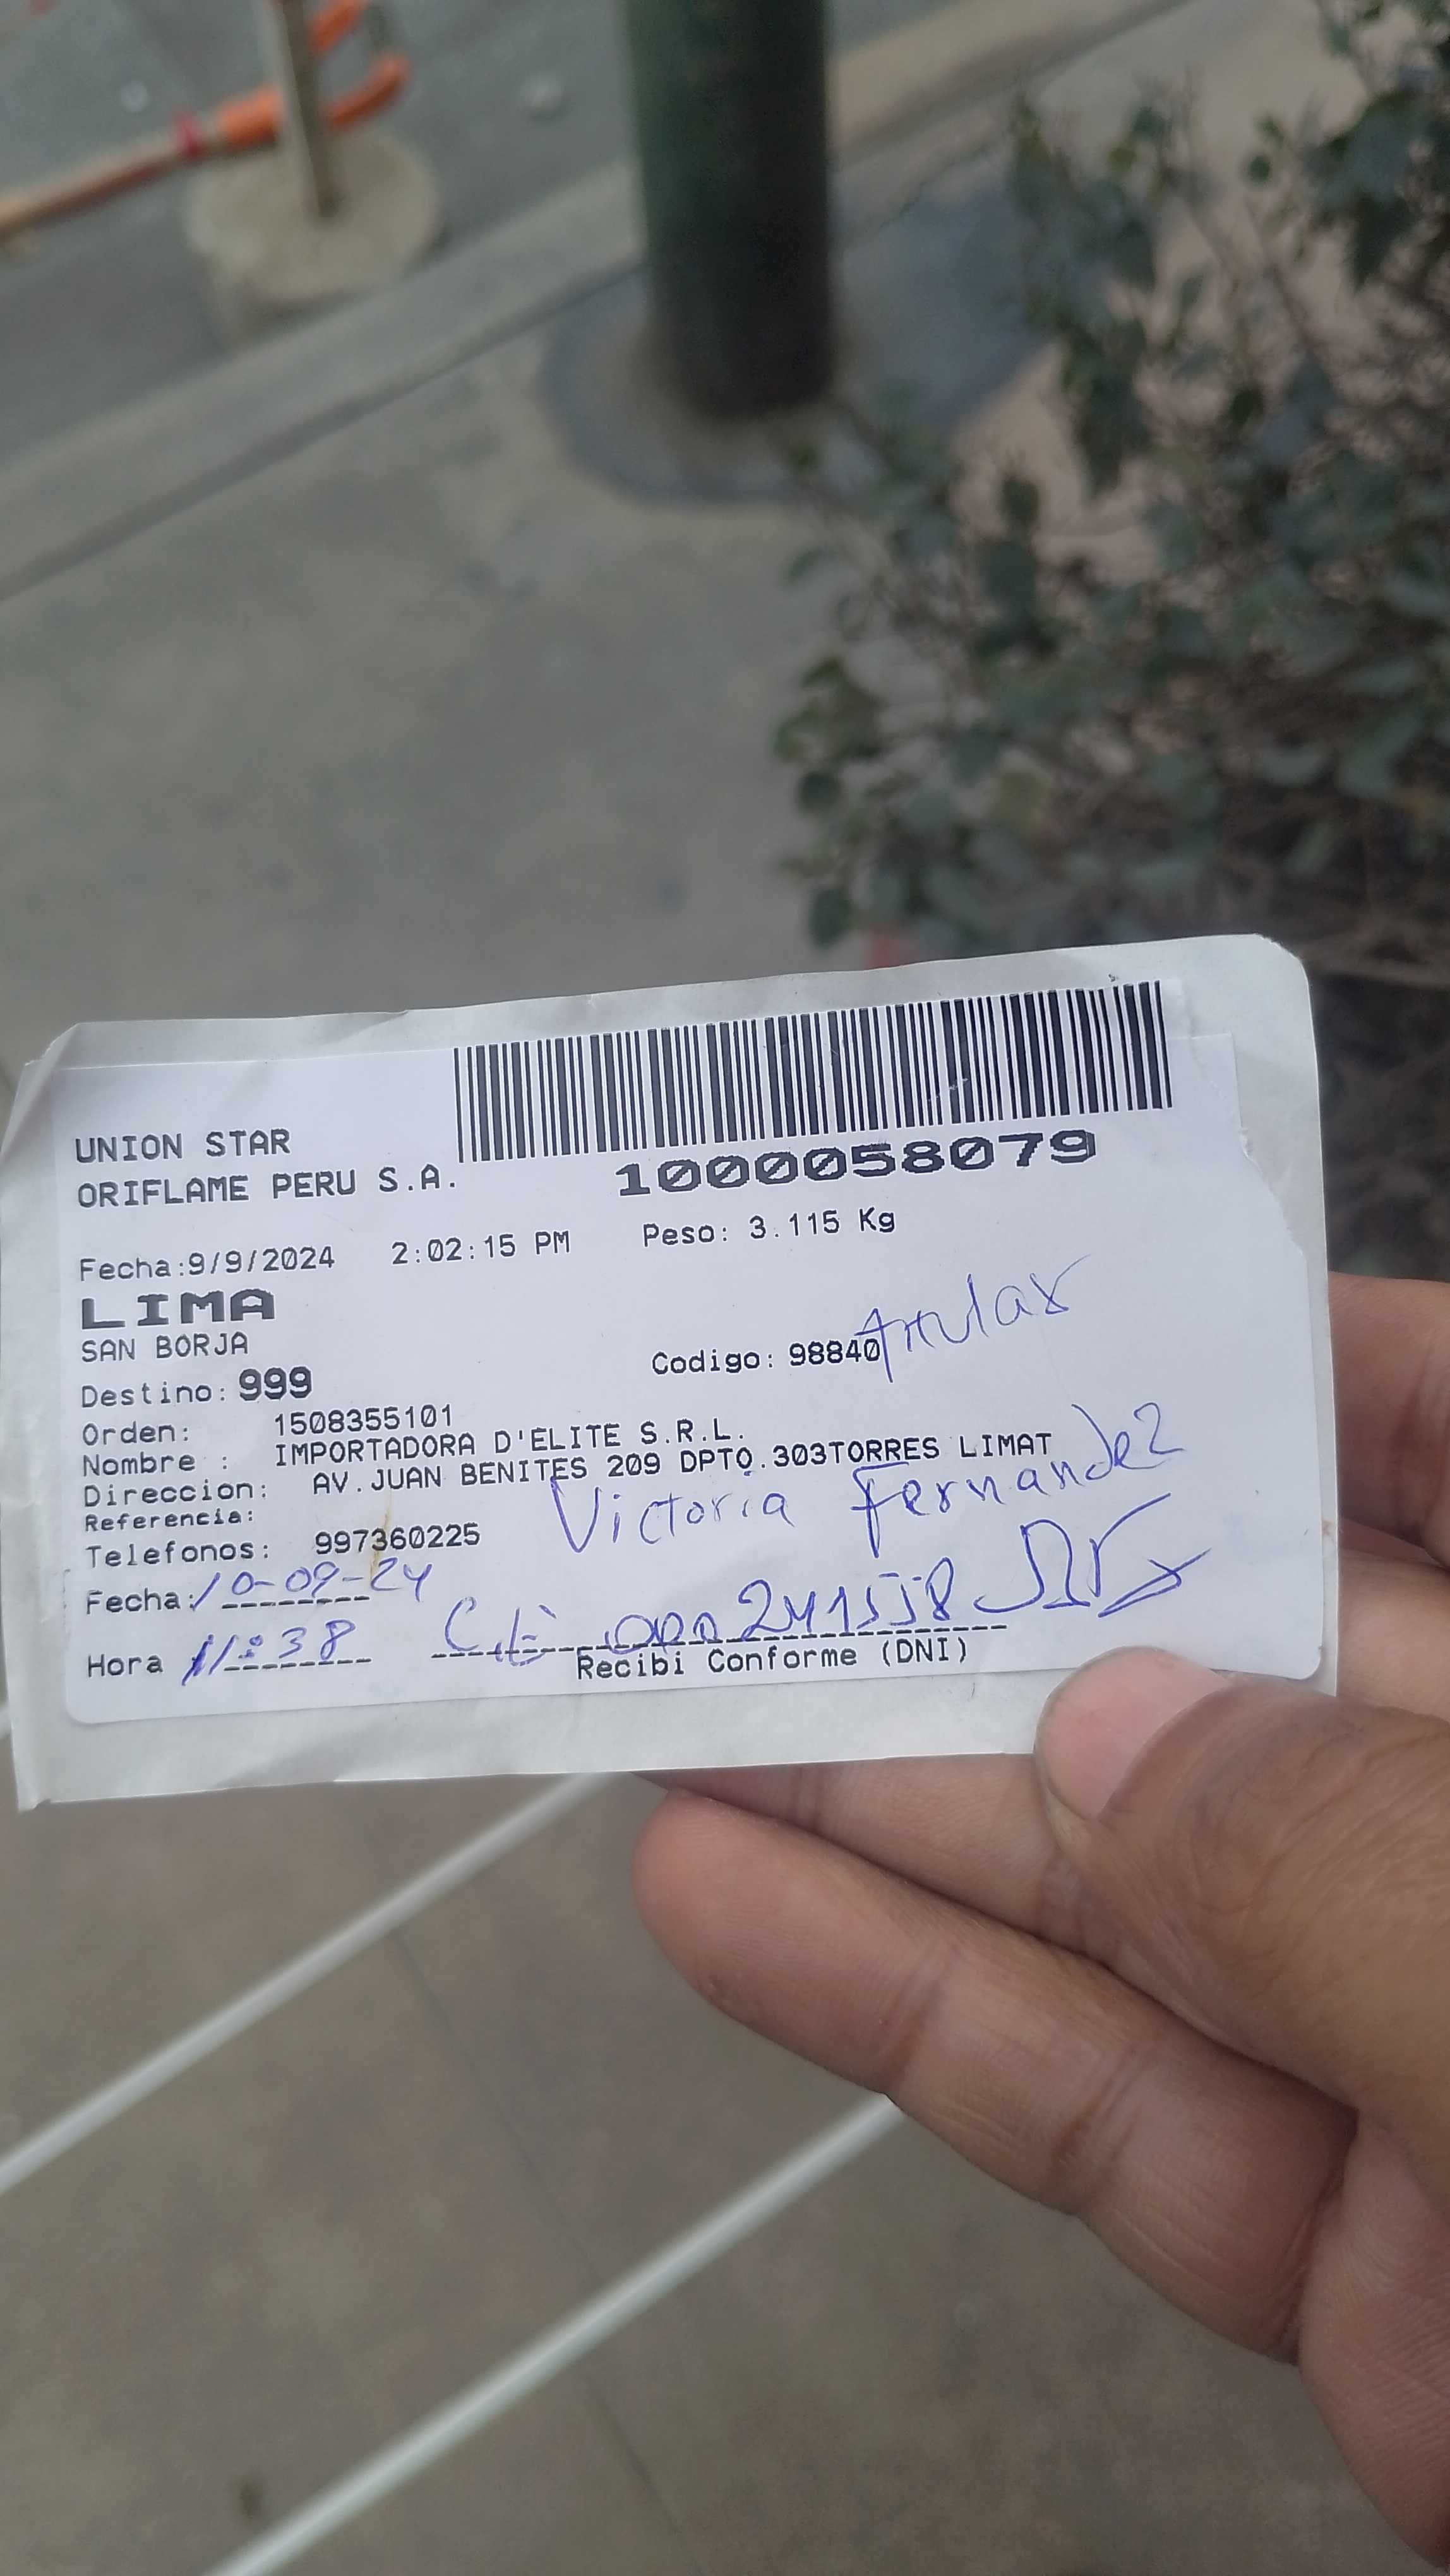 UNION STAR
ORIFLAME PERU S.A.
1000058079
Fecha:9/9/2024 2:02:15 PM Peso: 3.115 Kg
LIMA
SAN BORJA
Codigo: 98840 Titular
Destino: 999
Orden: 1508355101
Nombre : IMPORTADORA D'ELITE S.R.L.
Direccion: AV.JUAN BENITES 209 DPTO.303TORRES LIMAT
Referencia:
Victoria Fernandez
Telefonos: 997360225
Fecha: 10-09-24
Hora 11:38 C.E. 000241558
Recibi Conforme (DNI)